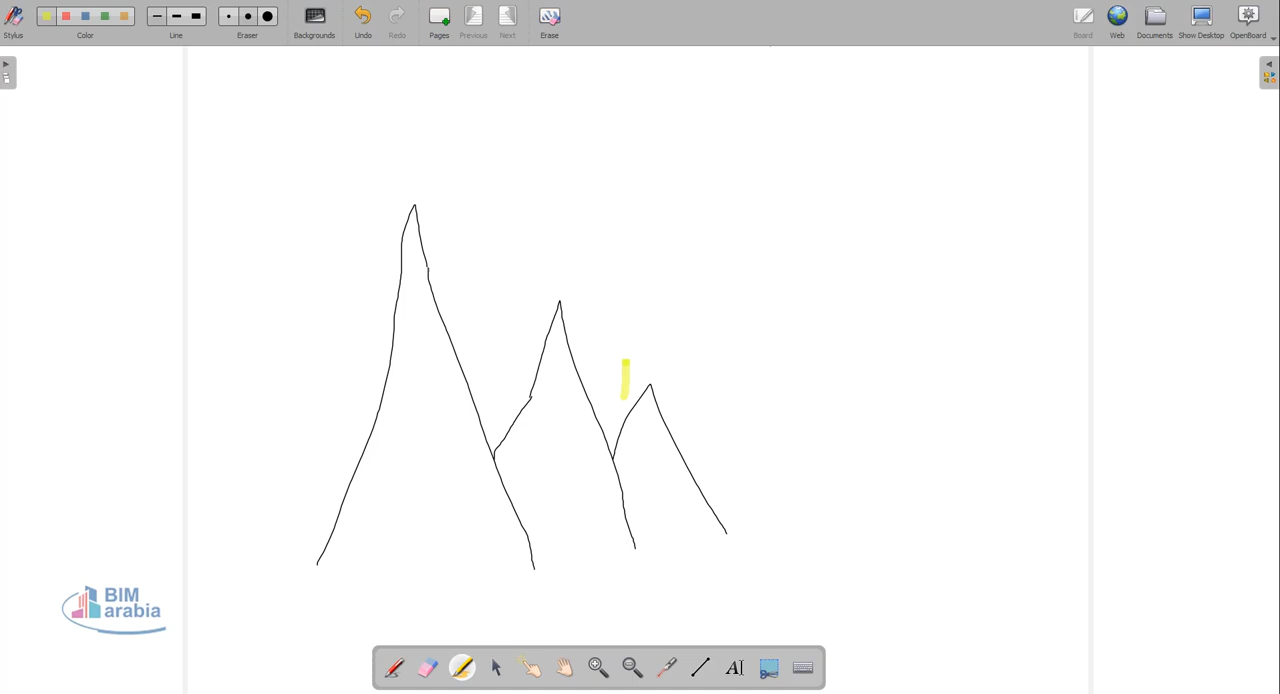 Stylus
Color
Line
Eraser
Backgrounds
Undo
Redo
Pages
Previous
Next
Erase
Board
Web
Documents
Show Desktop
OpenBoard
BIM
arabia
A